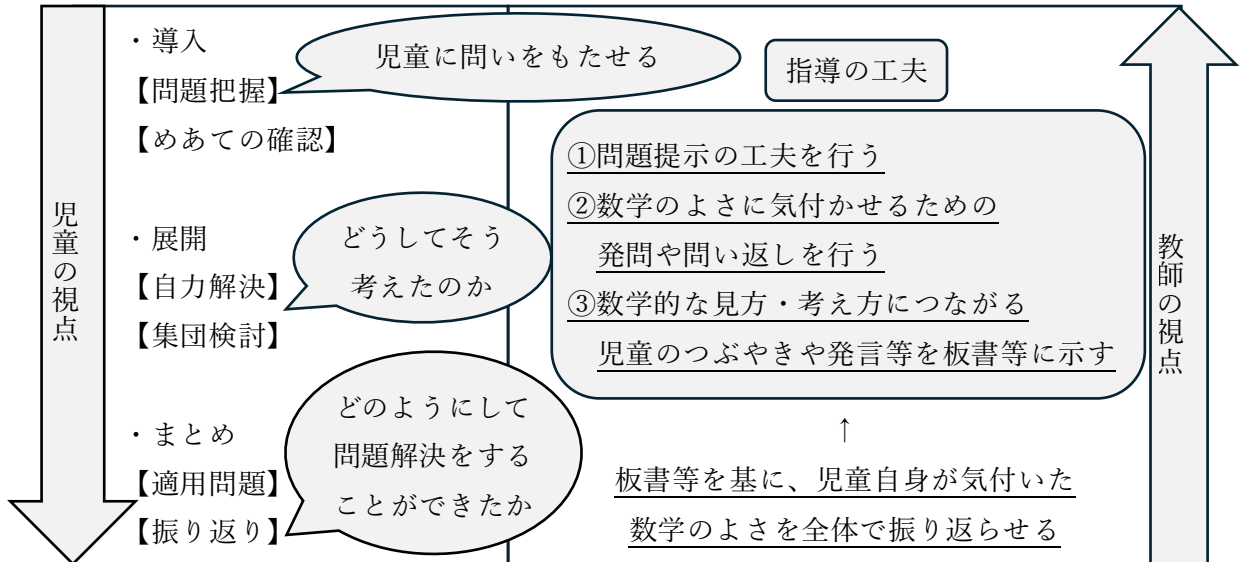 児童の視点
・導入
【問題把握】
【めあての確認】
児童に問いをもたせる
・展開
【自力解決】
【集団検討】
どうしてそう
考えたのか
・まとめ
【適用問題】
【振り返り】
どのようにして
問題解決をする
ことができたか
指導の工夫
①問題提示の工夫を行う
②数学のよさに気付かせるための
発問や問い返しを行う
③数学的な見方・考え方につながる
児童のつぶやきや発言等を板書等に示す
↑
板書等を基に、児童自身が気付いた
数学のよさを全体で振り返らせる
教師の視点